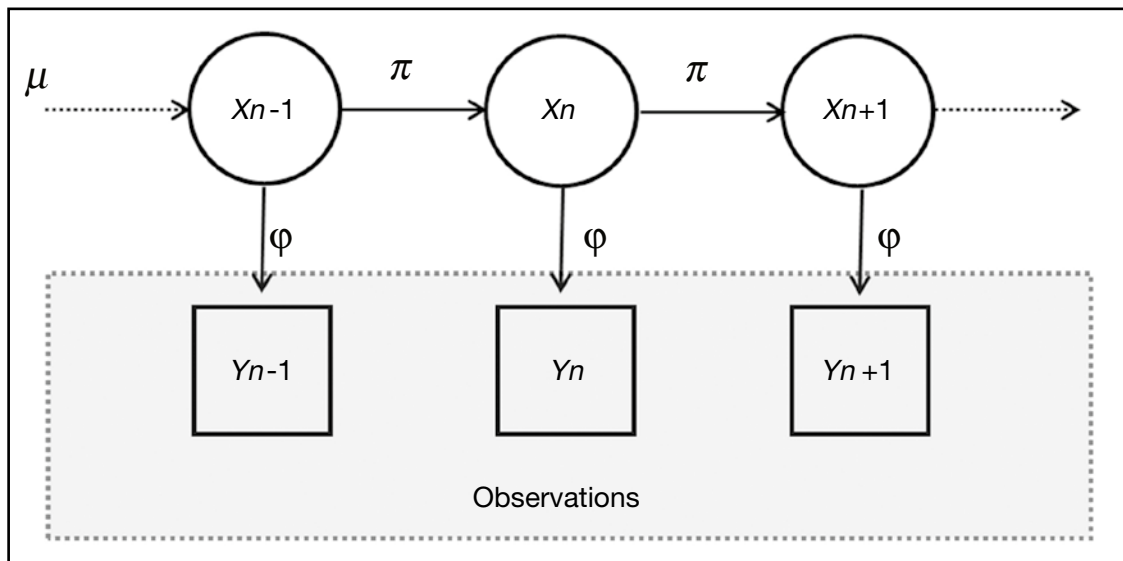 μ π π
Xn-1 Xn Xn+1
φ φ φ
Yn-1 Yn Yn+1
Observations